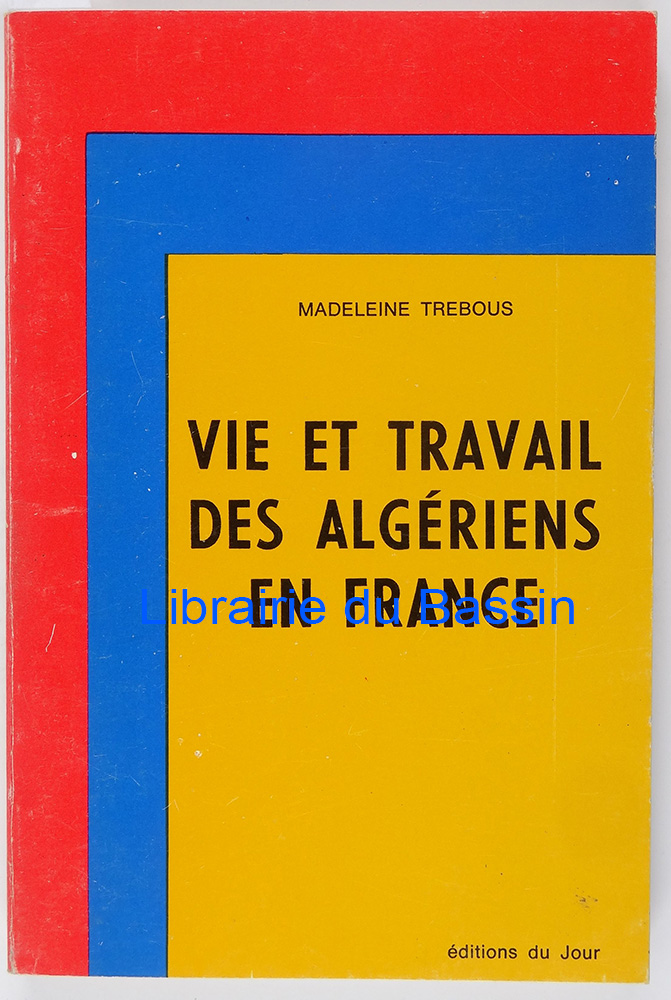 MADELEINE TREBOUS
VIE ET TRAVAIL
DES ALGÉRIENS
EN FRANCE
Librairie du Bassin
éditions du Jour